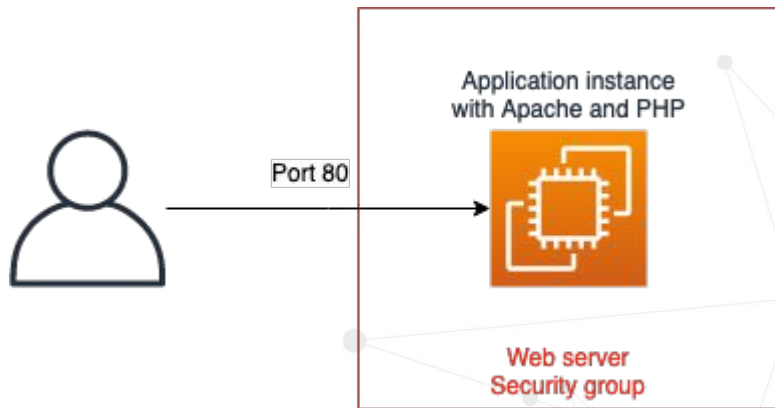 Application instance
with Apache and PHP
Port 80
Web server
Security group